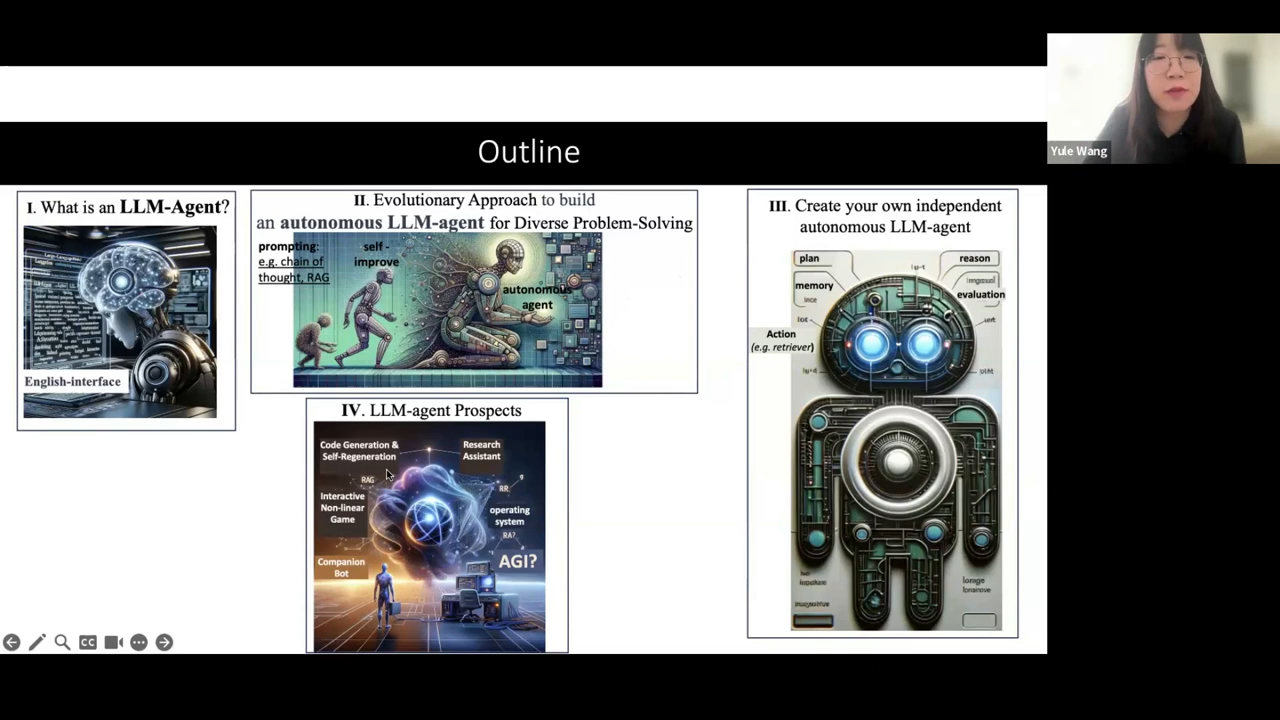 Yule Wang
Outline
I. What is an LLM-Agent?
English-interface
II. Evolutionary Approach to build
an autonomous LLM-agent for Diverse Problem-Solving
prompting:
e.g. chain of
thought, RAG
self -
improve
autonomous
agent
III. Create your own independent
autonomous LLM-agent
plan
reason
memory
evaluation
Action
(e.g. retriever)
IV. LLM-agent Prospects
Code Generation &
Self-Regeneration
Research
Assistant
RAG
RR
Interactive
Non-linear
Game
operating
system
RA?
Companion
Bot
AGI?
CC